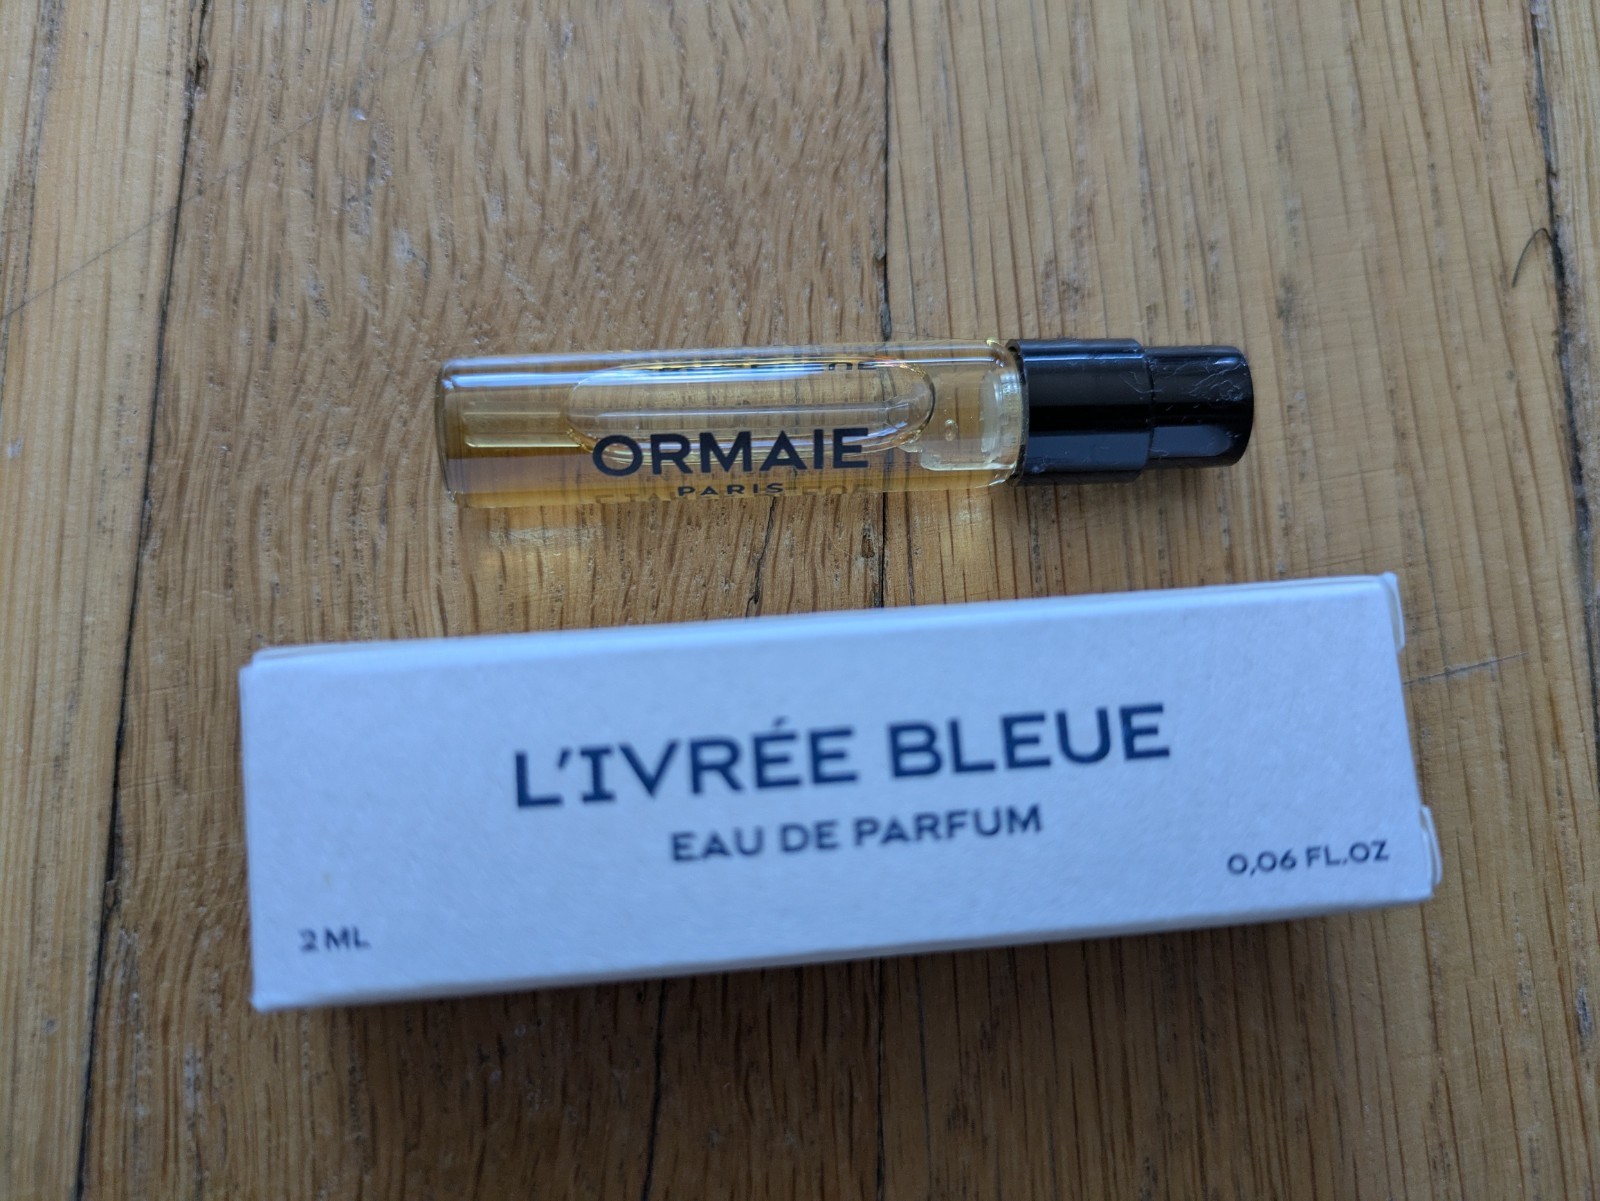 ORMAIE
PARIS
L'IVRÉE BLEUE
EAU DE PARFUM
2 ML
0,06 FL.OZ